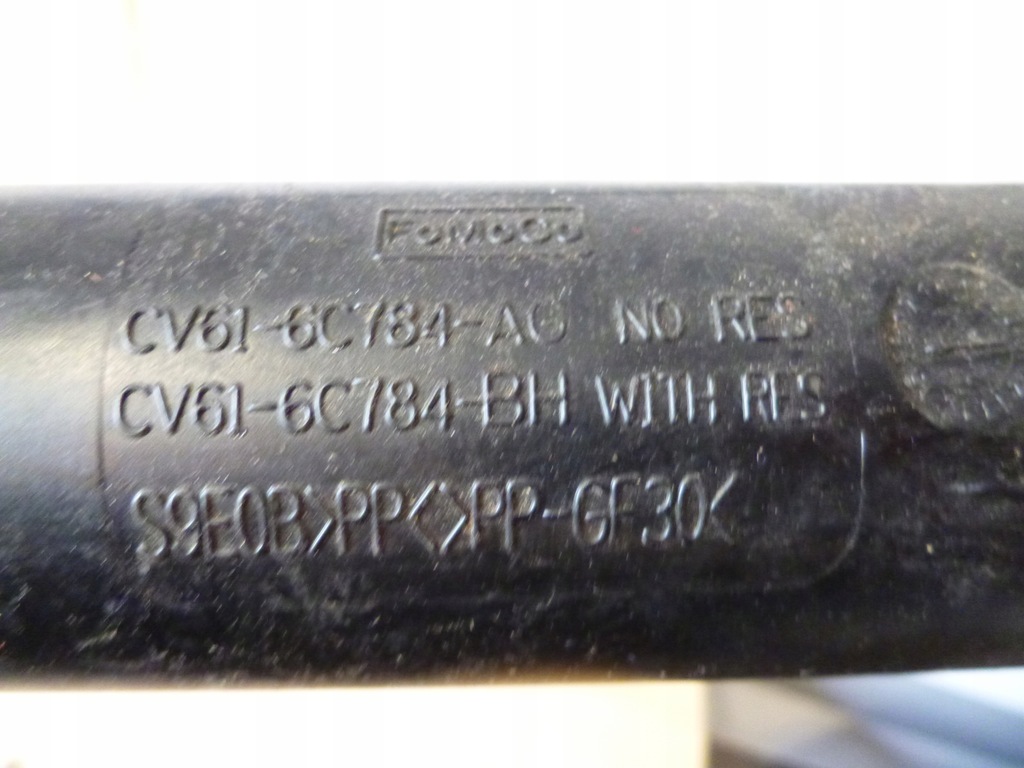 FoMoCo
CV61-6C784-AG NO RES
CV61-6C784-BH WITH RES
S9E0B>PP<>PP-GF30<